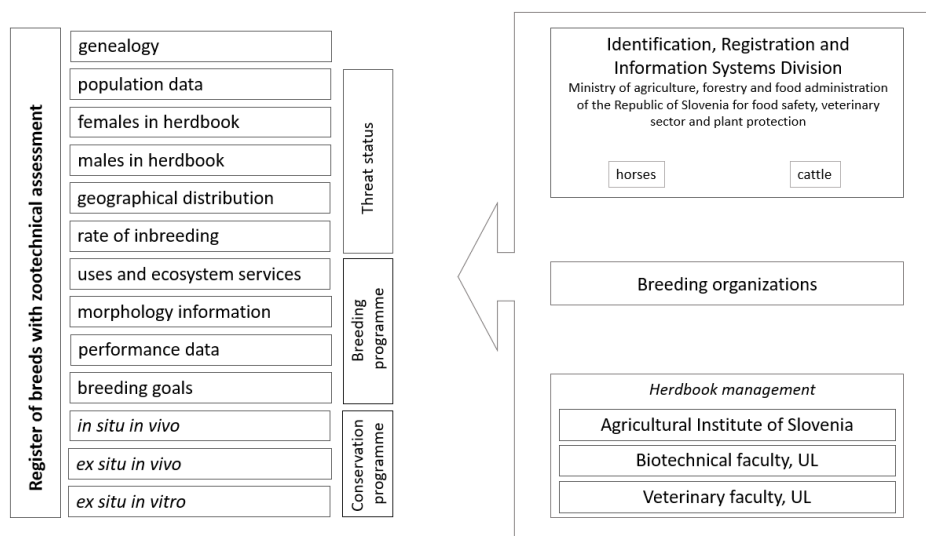 Register of breeds with zootechnical assessment
genealogy
population data
females in herdbook
males in herdbook
geographical distribution
rate of inbreeding
uses and ecosystem services
morphology information
performance data
breeding goals
in situ in vivo
ex situ in vivo
ex situ in vitro
Threat status
Breeding
programme
Conservation
programme
Identification, Registration and
Information Systems Division
Ministry of agriculture, forestry and food administration
of the Republic of Slovenia for food safety, veterinary
sector and plant protection
horses
cattle
Breeding organizations
Herdbook management
Agricultural Institute of Slovenia
Biotechnical faculty, UL
Veterinary faculty, UL